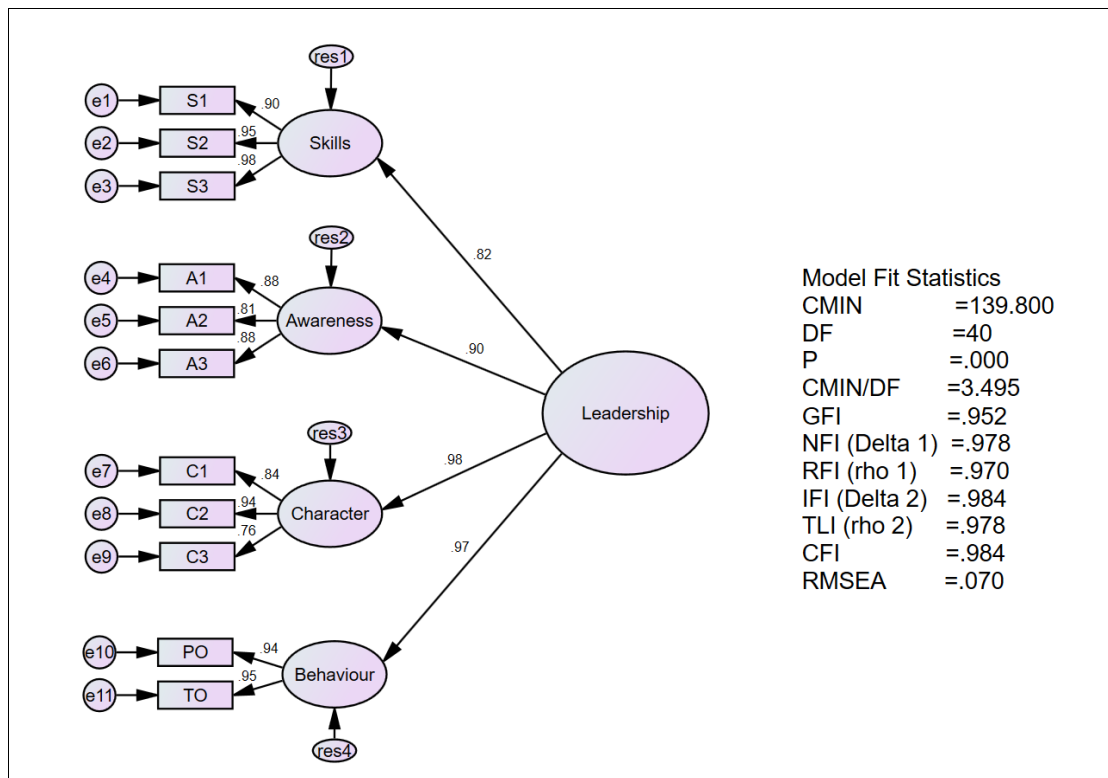 res1
e1
S1
.90
e2
S2
.95
Skills
e3
S3
.98
res2
.82
e4
A1
.88
e5
A2
.81
Awareness
e6
A3
.88
.90
res3
Leadership
e7
C1
.84
.98
e8
C2
.94
Character
e9
C3
.76
.97
e10
PO
.94
Behaviour
e11
TO
.95
res4
Model Fit Statistics
CMIN =139.800
DF =40
P =.000
CMIN/DF =3.495
GFI =.952
NFI (Delta 1) =.978
RFI (rho 1) =.970
IFI (Delta 2) =.984
TLI (rho 2) =.978
CFI =.984
RMSEA =.070